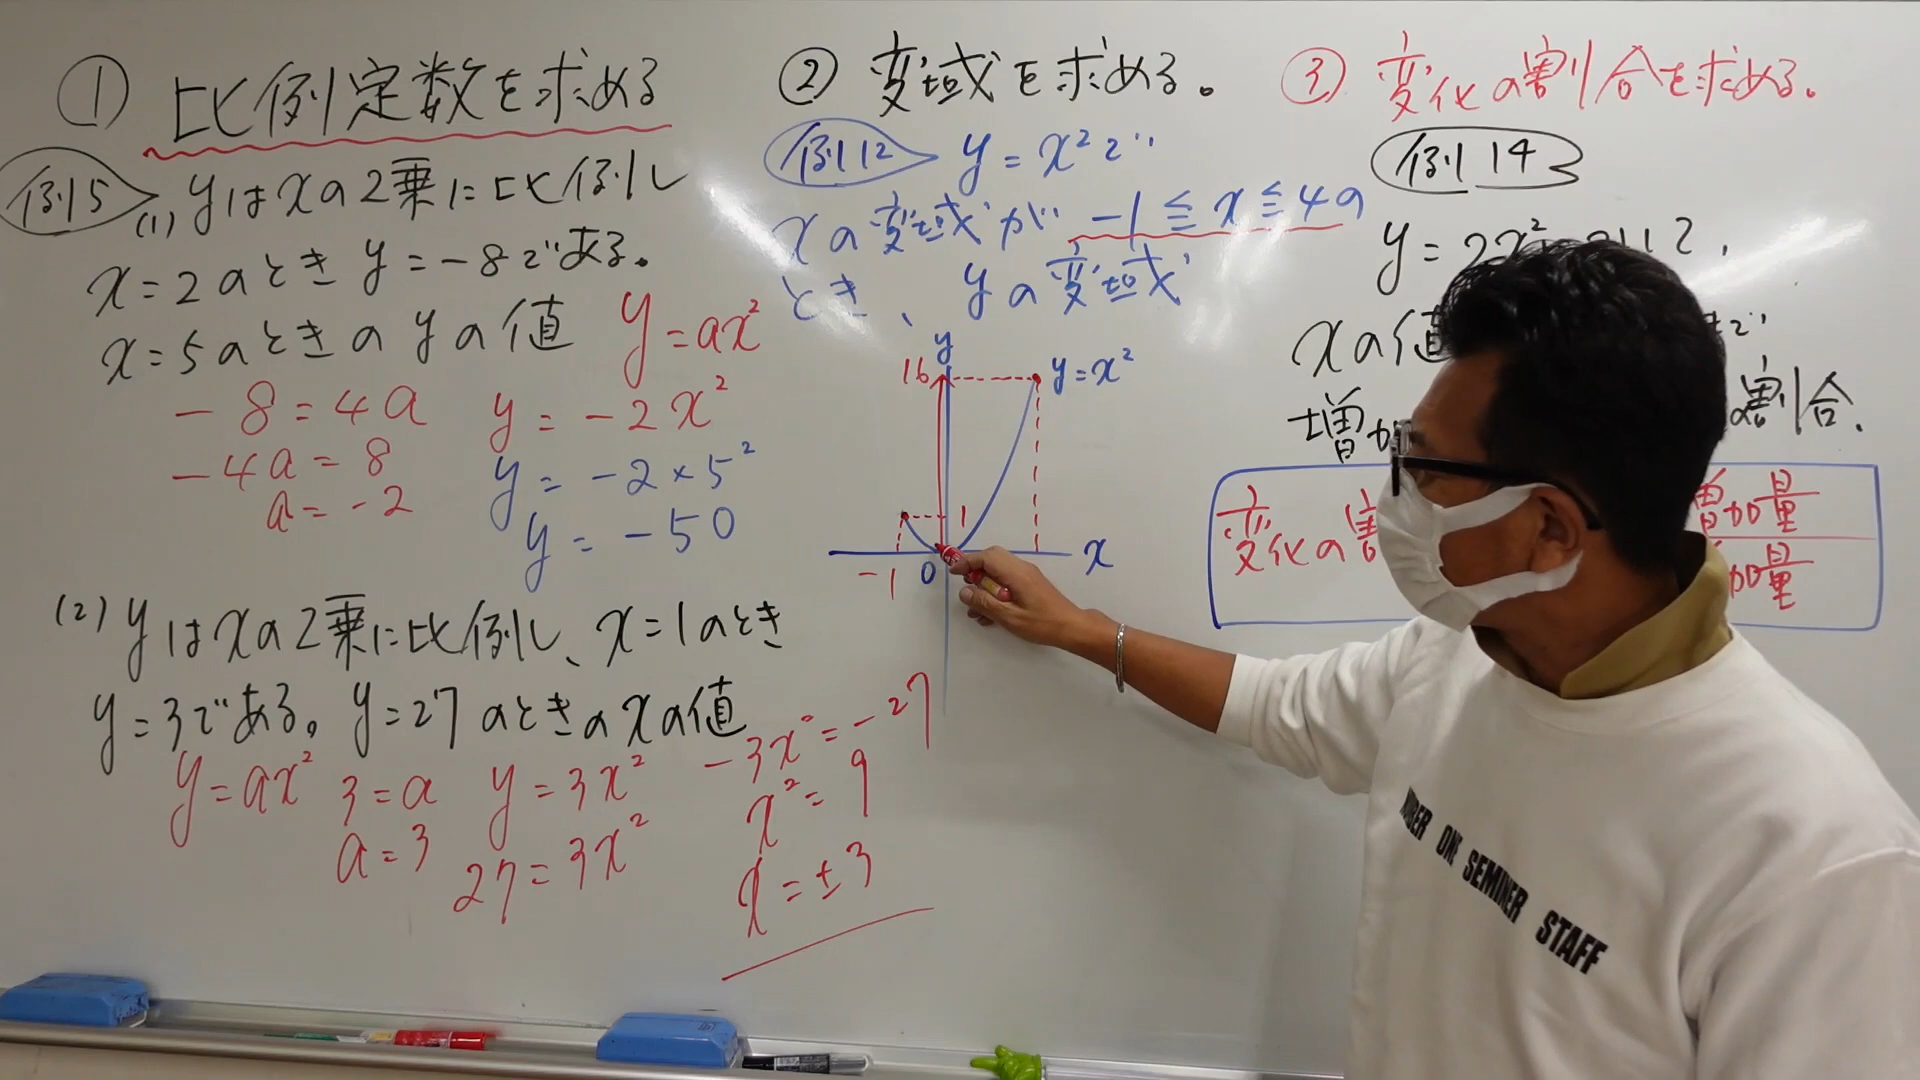 ① 比例定数を求める
例15
(1) yはxの2乗に比例し
x=2のときy=-8である。
x=5のときのyの値
y=ax²
-8=4a
-4a=8
a=-2
y=-2x²
y=-2×5²
y=-50
(2) yはxの2乗に比例し、x=1のとき
y=3である。y=27のときのxの値
y=ax²
3=a
a=3
y=3x²
27=3x²
-3x²=-27
x²=9
x=±3
② 変域を求める。
例12 y=x²で
xの変域が -1≦x≦4の
とき、yの変域
y
16
y=x²
1
-1
0
x
③ 変化の割合を求める。
例14
y=2x²
xの値
増加 割合.
変化の割 増加量
加量
ONE SEMINER STAFF